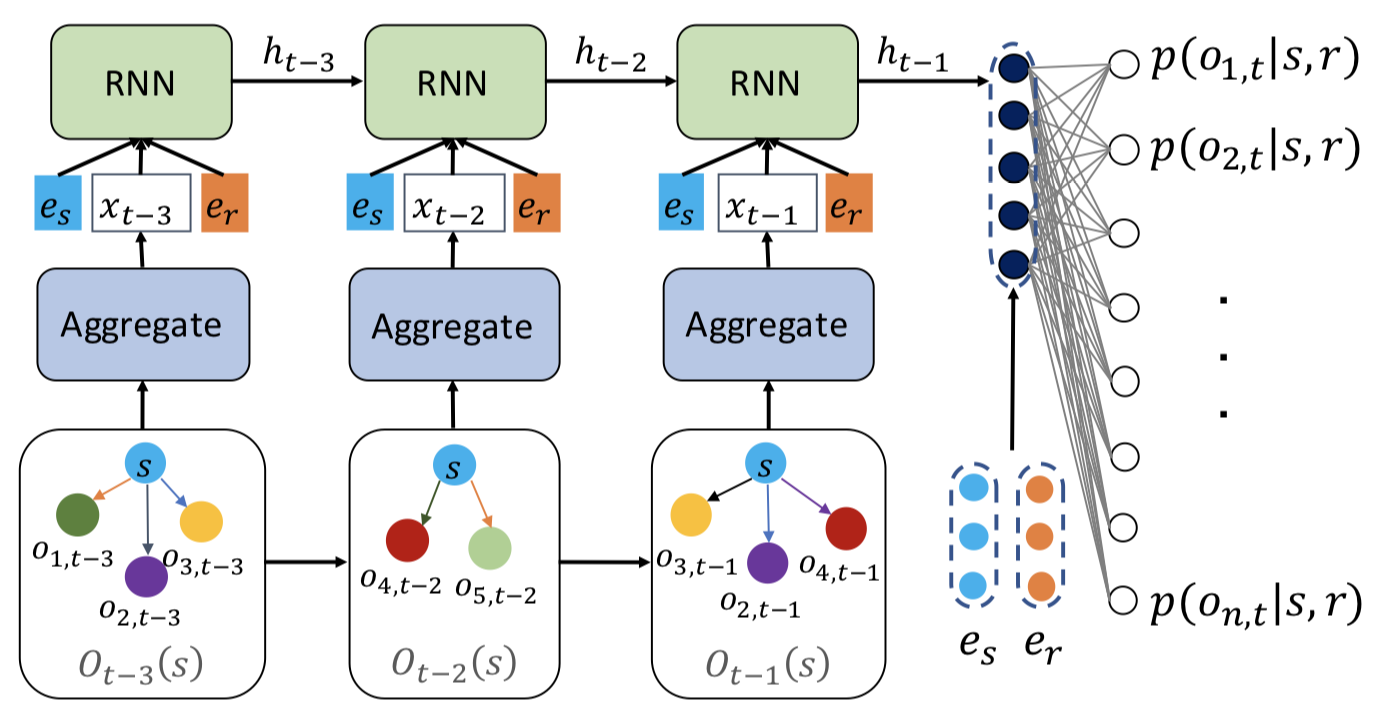 RNN
h_{t-3}
RNN
h_{t-2}
RNN
h_{t-1}
p(o_{1,t}|s,r)
p(o_{2,t}|s,r)
e_s x_{t-3} e_r
e_s x_{t-2} e_r
e_s x_{t-1} e_r
Aggregate
Aggregate
Aggregate
.
.
.
s
o_{1,t-3}
o_{3,t-3}
o_{2,t-3}
O_{t-3}(s)
s
o_{4,t-2}
o_{5,t-2}
O_{t-2}(s)
s
o_{3,t-1}
o_{4,t-1}
o_{2,t-1}
O_{t-1}(s)
e_s e_r
p(o_{n,t}|s,r)